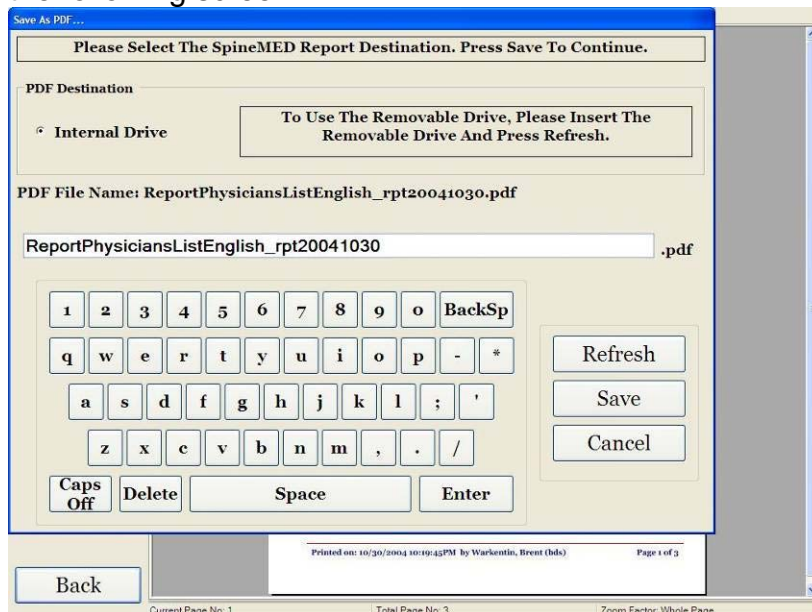 Save As PDF...
Please Select The SpineMED Report Destination. Press Save To Continue.
PDF Destination
Internal Drive
To Use The Removable Drive, Please Insert The
Removable Drive And Press Refresh.
PDF File Name: ReportPhysiciansListEnglish_rpt20041030.pdf
ReportPhysiciansListEnglish_rpt20041030 .pdf
1 2 3 4 5 6 7 8 9 0 BackSp
q w e r t y u i o p - *
a s d f g h j k l ; '
z x c v b n m , . /
Caps
Off Delete Space Enter
Refresh
Save
Cancel
Printed on: 10/30/2004 10:19:45PM by Warkentin, Brent (hds) Page 1 of 3
Back
Current Page No: 1 Total Page No: 3 Zoom Factor: Whole Page